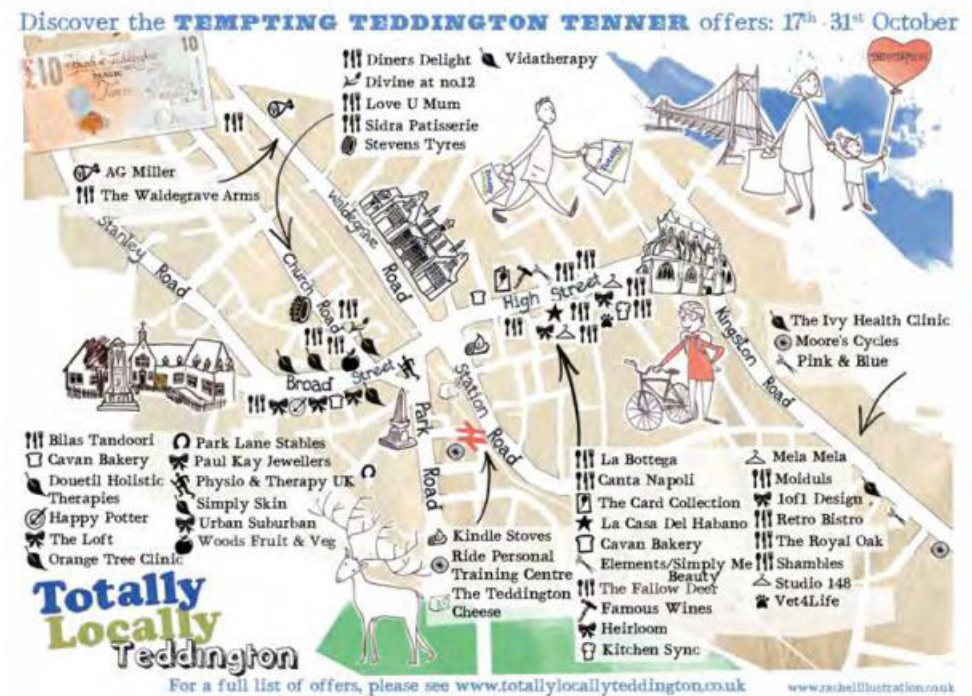 Discover the TEMPTING TEDDINGTON TENNER offers: 17th - 31st October
£10
10
Diners Delight
Vidatherapy
Divine at no.12
Love U Mum
Sidra Patisserie
Stevens Tyres
AG Miller
The Waldegrave Arms
Stanley Road
Church Road
Waldegrave Road
High Street
Kingston Road
Broad Street
Park Road
Station Road
The Ivy Health Clinic
Moore's Cycles
Pink & Blue
Bilas Tandoori
Cavan Bakery
Douetil Holistic
Therapies
Happy Potter
The Loft
Orange Tree Clinic
Park Lane Stables
Paul Kay Jewellers
Physio & Therapy UK
Simply Skin
Urban Suburban
Woods Fruit & Veg
Kindle Stoves
Ride Personal
Training Centre
The Teddington
Cheese
La Bottega
Canta Napoli
The Card Collection
La Casa Del Habano
Cavan Bakery
Elements/Simply Me
Beauty
The Fallow Deer
Famous Wines
Heirloom
Kitchen Sync
Mela Mela
Moiduls
1of1 Design
Retro Bistro
The Royal Oak
Shambles
Studio 148
Vet4Life
Totally
Locally
Teddington
For a full list of offers, please see www.totallylocallyteddington.co.uk
www.rachelillustration.co.uk